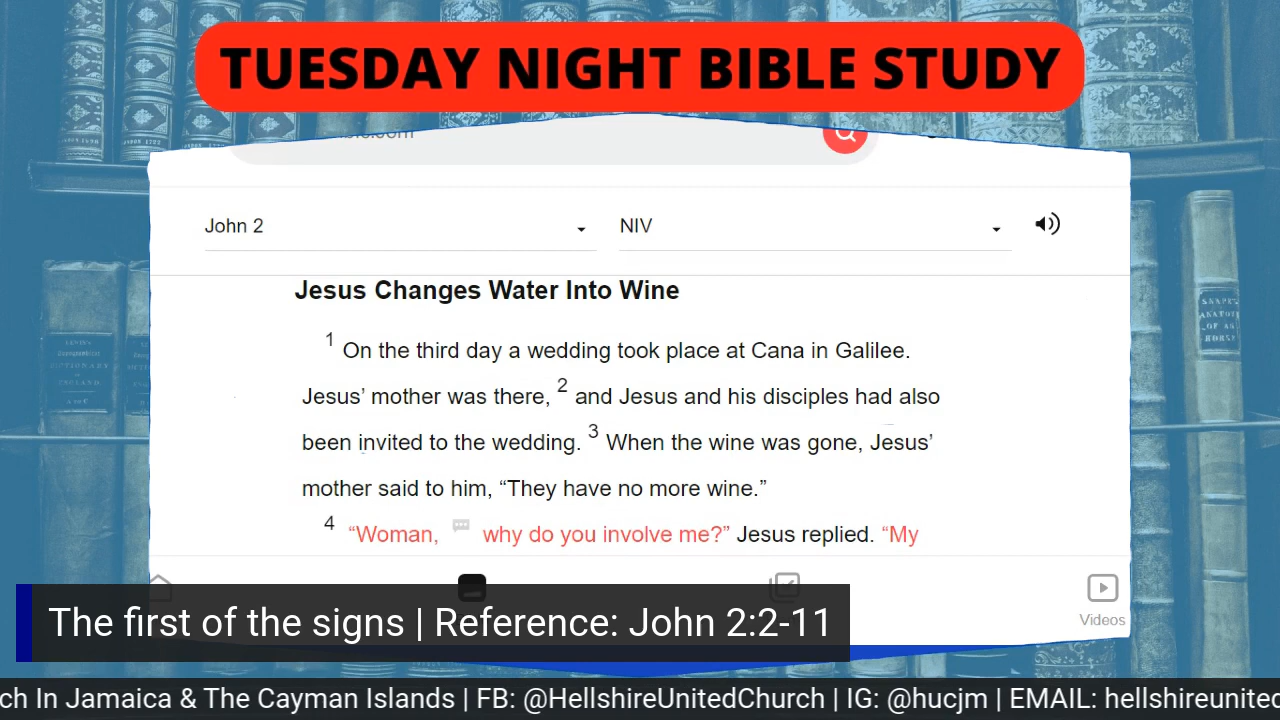 TUESDAY NIGHT BIBLE STUDY
John 2
NIV
Jesus Changes Water Into Wine
1 On the third day a wedding took place at Cana in Galilee.
Jesus’ mother was there, 2 and Jesus and his disciples had also
been invited to the wedding. 3 When the wine was gone, Jesus’
mother said to him, “They have no more wine.”
4 “Woman, why do you involve me?” Jesus replied. “My
Videos
The first of the signs | Reference: John 2:2-11
ch In Jamaica & The Cayman Islands | FB: @HellshireUnitedChurch | IG: @hucjm | EMAIL: hellshireunited